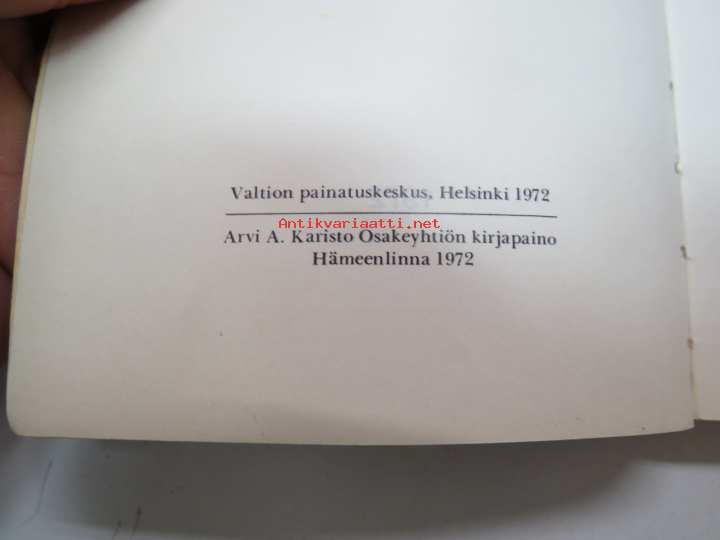 Valtion painatuskeskus, Helsinki 1972
Antikvariaatti.net
Arvi A. Karisto Osakeyhtiön kirjapaino
Hämeenlinna 1972